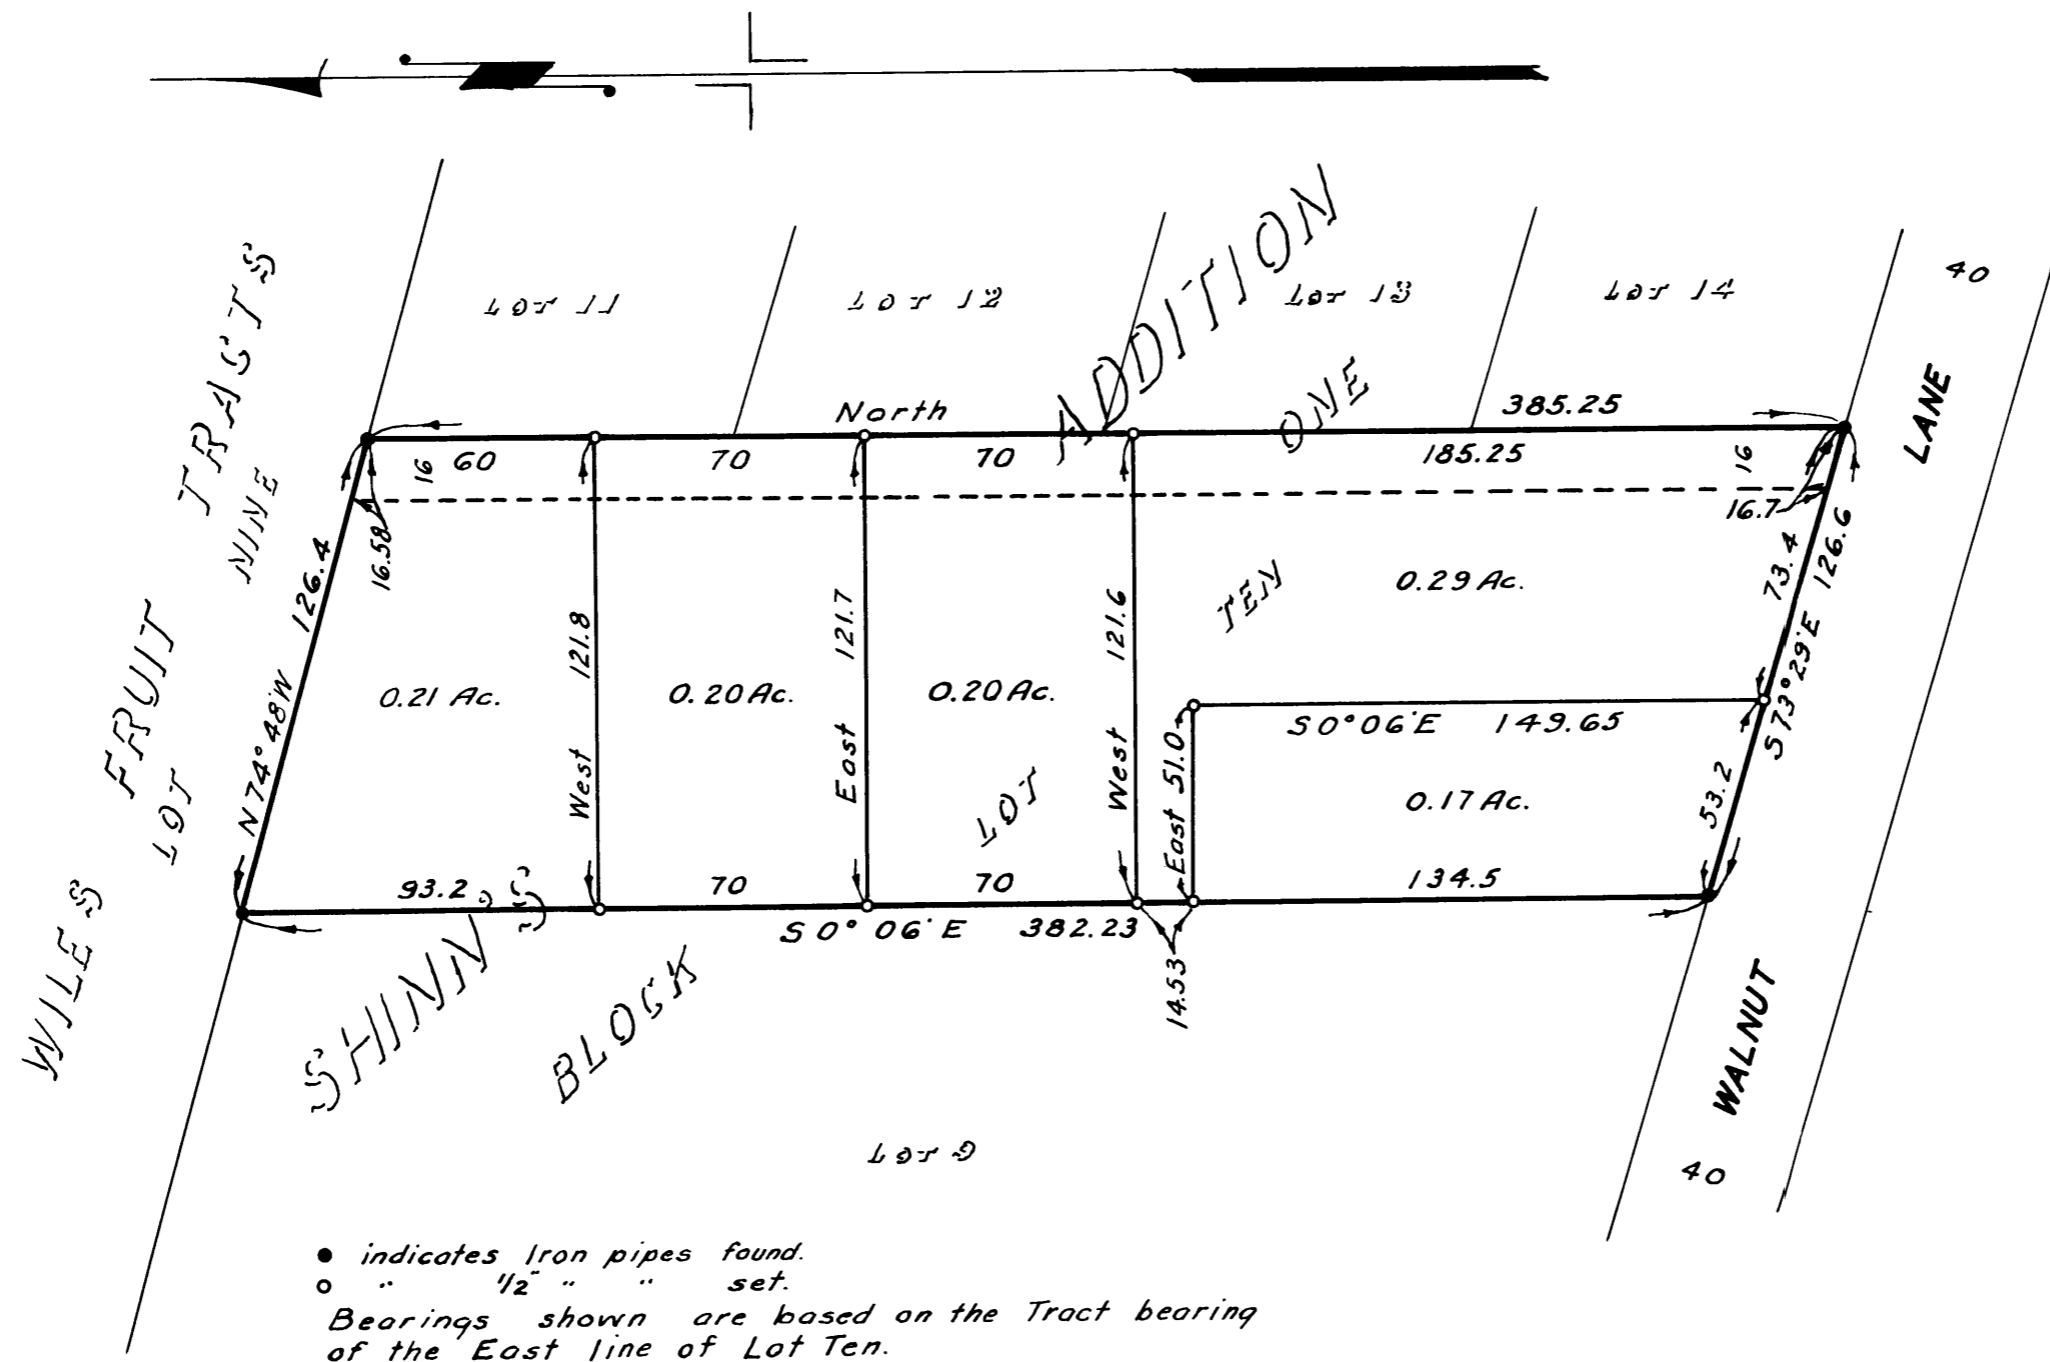 WILES FRUIT TRACTS
LOT NINE
SHINN'S ADDITION
BLOCK ONE
LOT TEN
LOT 11
LOT 12
LOT 13
LOT 14
40
LANE
North
385.25
16
60
70
70
185.25
16
16.58
16.7
126.4
N74°48'W
121.8
West
121.7
East
121.6
West
0.21 Ac.
0.20 Ac.
0.20 Ac.
0.29 Ac.
73.4
126.6
S73°29'E
S0°06'E 149.65
East 51.0
0.17 Ac.
53.2
93.2
70
70
134.5
S0°06'E 382.23
14.53
WALNUT
40
LOT 9
● indicates Iron pipes found.
○ " 1/2" " " set.
Bearings shown are based on the Tract bearing
of the East line of Lot Ten.